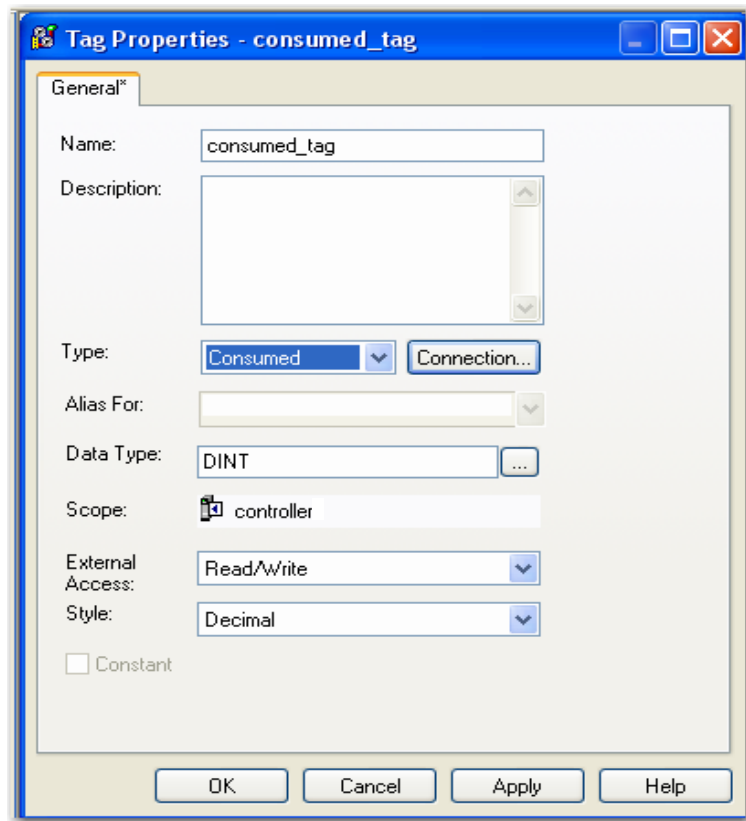 Tag Properties - consumed_tag
General*
Name: consumed_tag
Description:
Type: Consumed Connection...
Alias For:
Data Type: DINT ...
Scope: controller
External Access: Read/Write
Style: Decimal
Constant
OK Cancel Apply Help